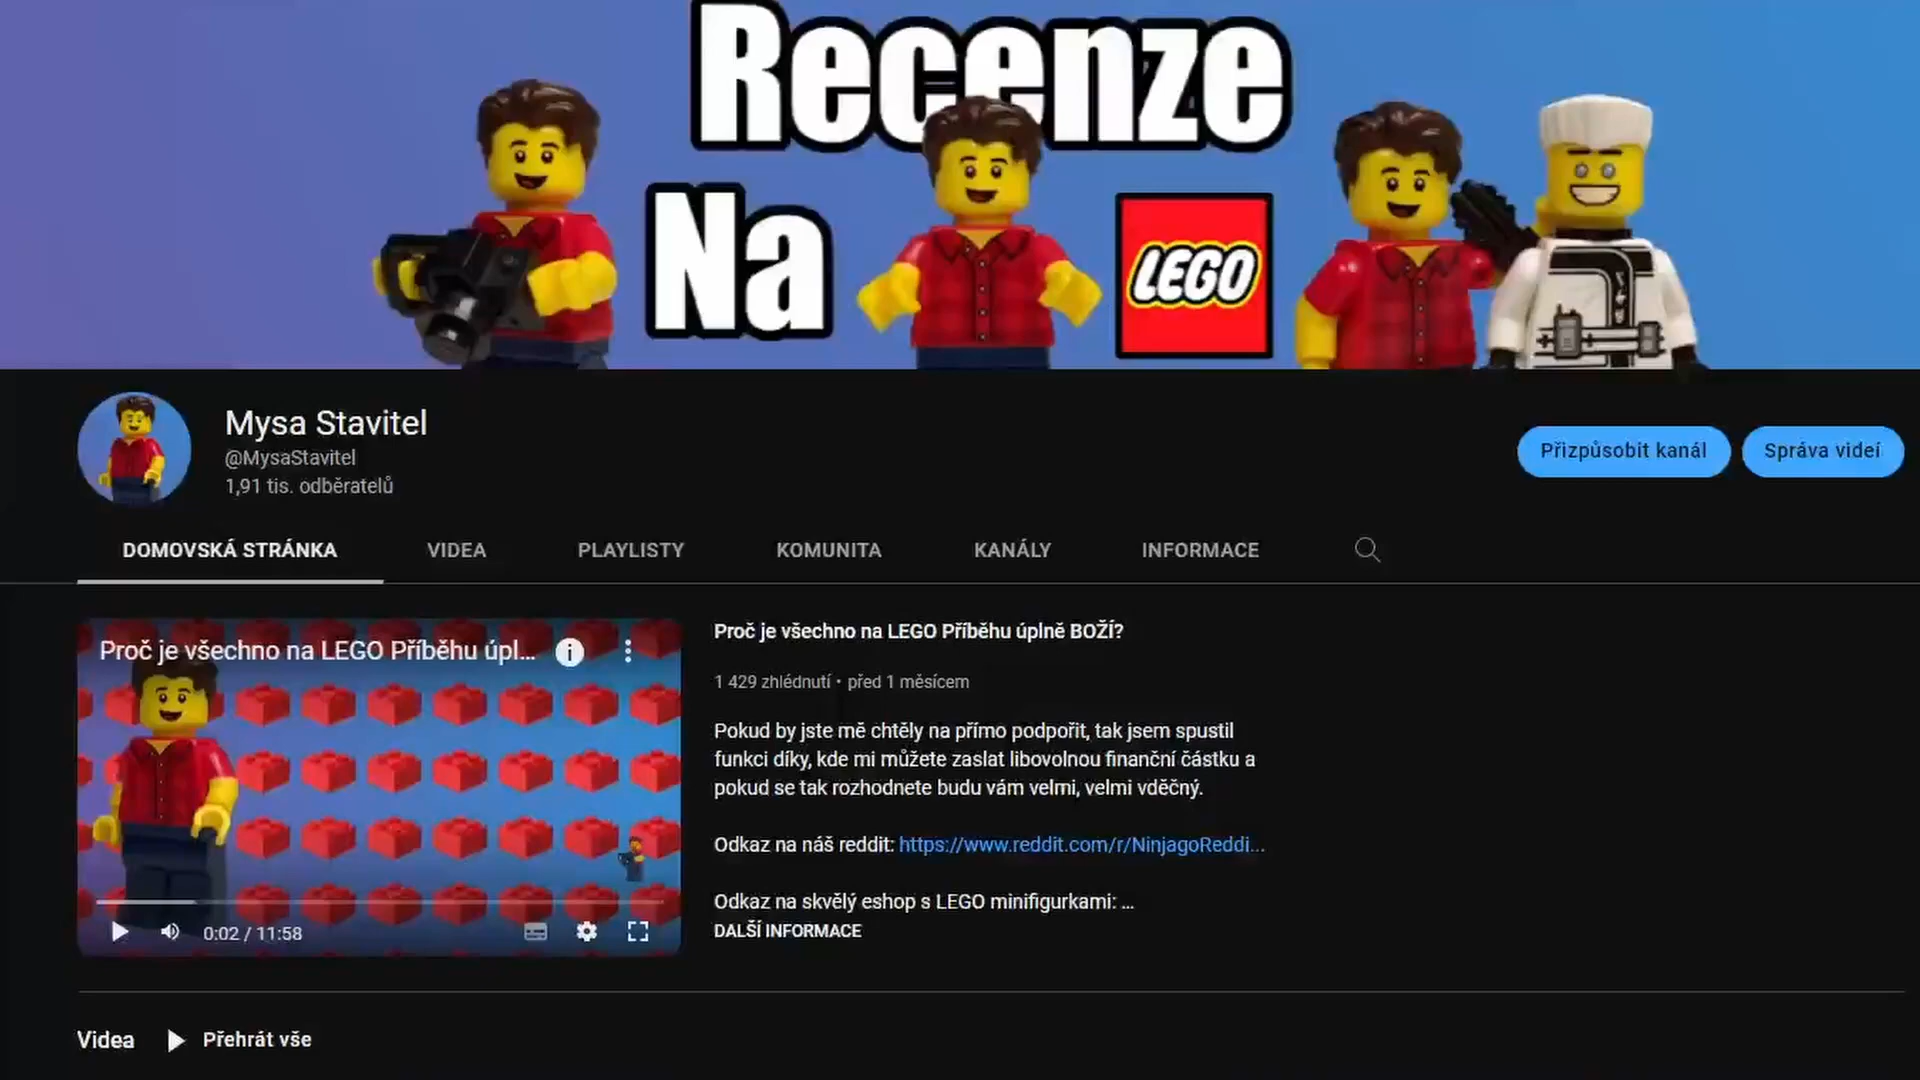 Recenze
Na
LEGO
Mysa Stavitel
@MysaStavitel
1,91 tis. odběratelů
Přizpůsobit kanál
Správa videí
DOMOVSKÁ STRÁNKA
VIDEA
PLAYLISTY
KOMUNITA
KANÁLY
INFORMACE
Proč je všechno na LEGO Příběhu úpl...
0:02 / 11:58
Proč je všechno na LEGO Příběhu úplně BOŽÍ?
1 429 zhlédnutí • před 1 měsícem
Pokud by jste mě chtěly na přímo podpořit, tak jsem spustil
funkci díky, kde mi můžete zaslat libovolnou finanční částku a
pokud se tak rozhodnete budu vám velmi, velmi vděčný.
Odkaz na náš reddit: https://www.reddit.com/r/NinjagoReddi...
Odkaz na skvělý eshop s LEGO minifigurkami: ...
DALŠÍ INFORMACE
Videa
Přehrát vše